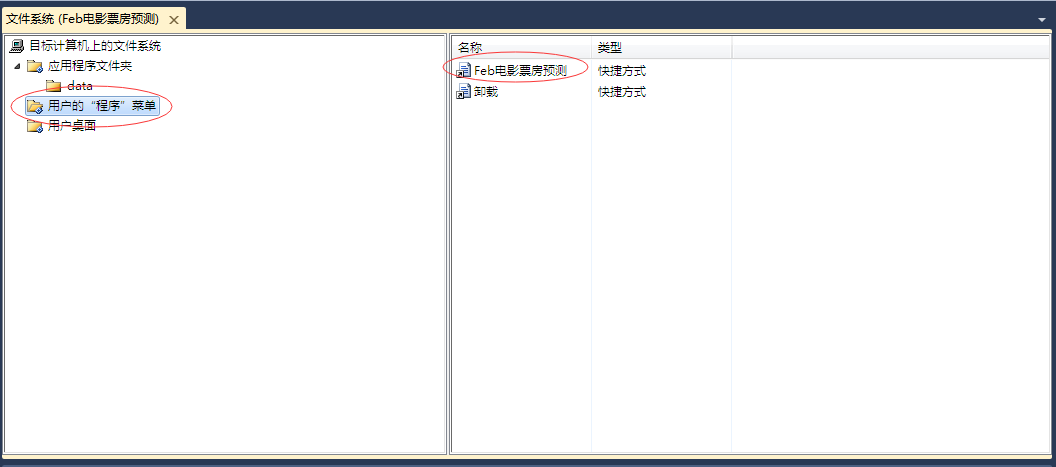 文件系统 (Feb电影票房预测)
目标计算机上的文件系统
应用程序文件夹
data
用户的“程序”菜单
用户桌面
名称 类型
Feb电影票房预测 快捷方式
卸载 快捷方式